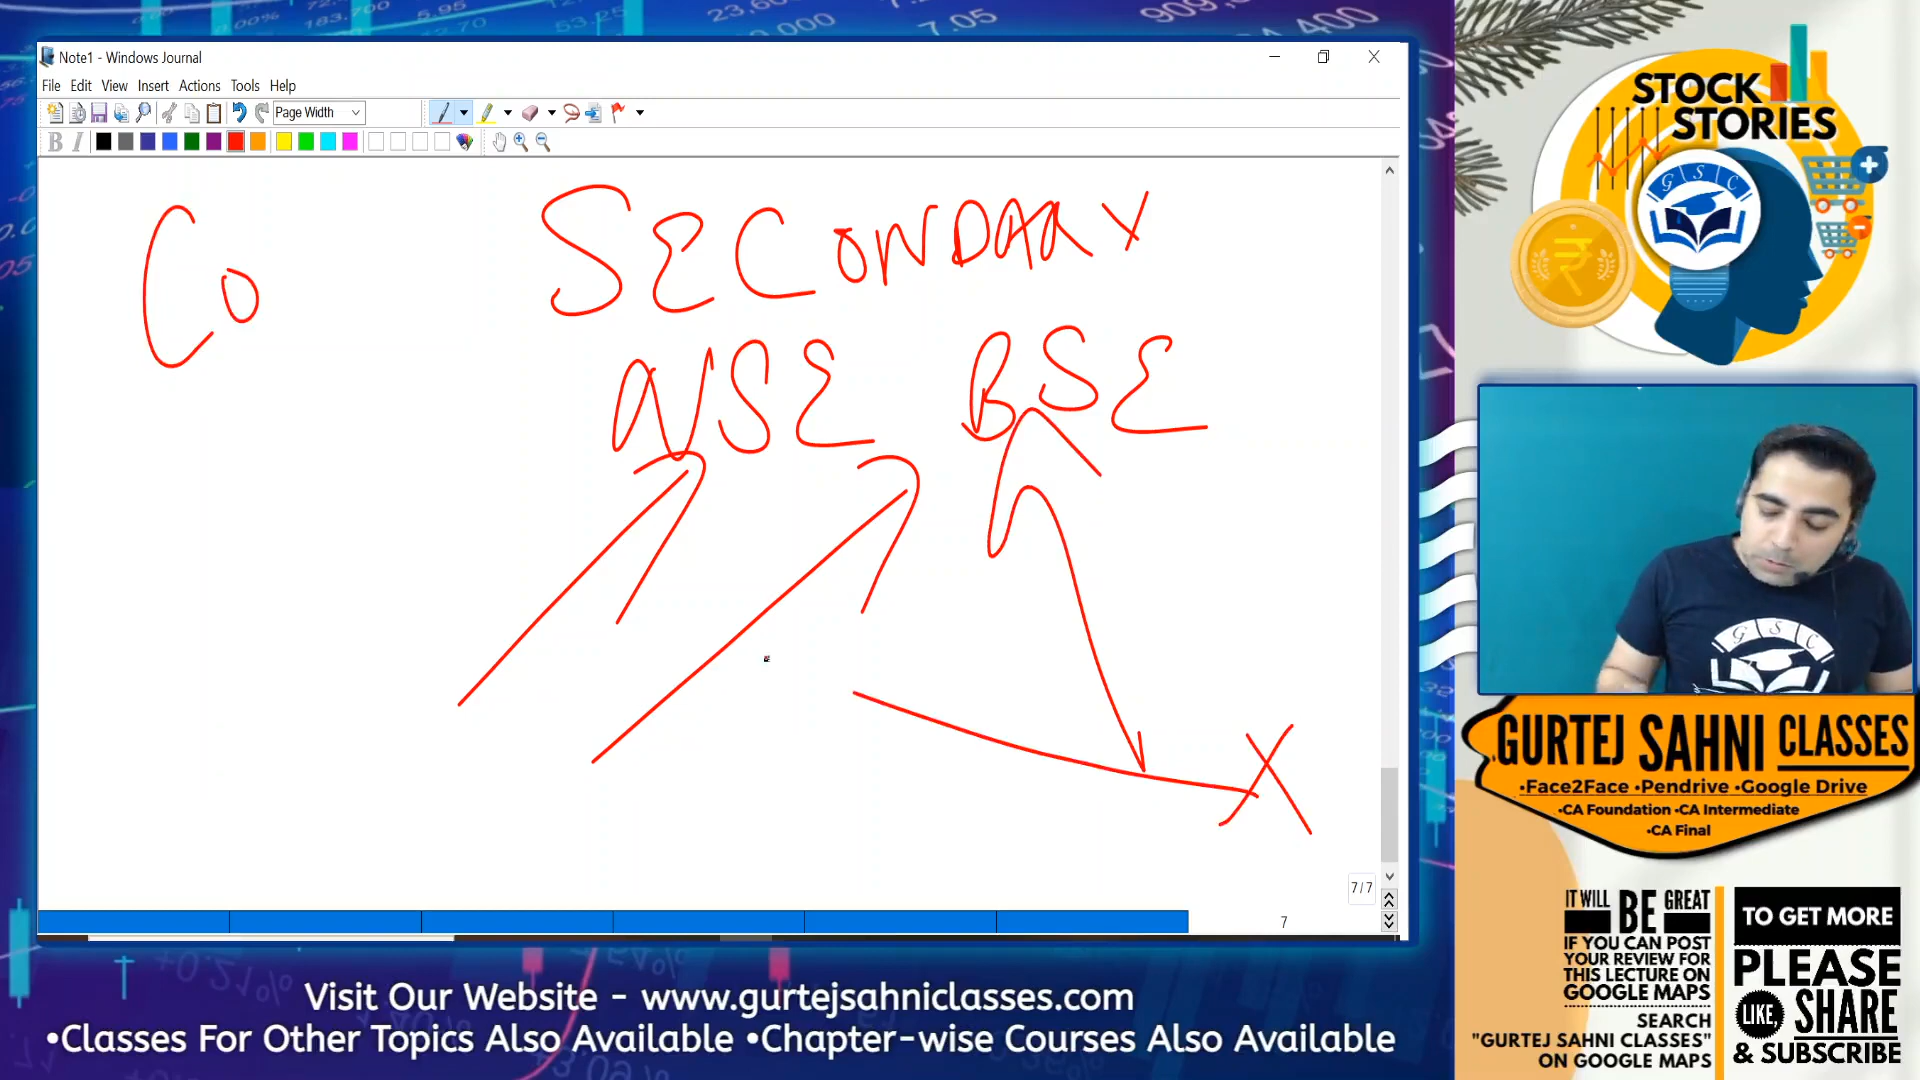 Note1 - Windows Journal
File Edit View Insert Actions Tools Help
Page Width
B I
Co
SECONDARY
NSE BSE
X
7/7
7
STOCK
STORIES
G S C
G S C
GURTEJ SAHNI CLASSES
•Face2Face •Pendrive •Google Drive
•CA Foundation •CA Intermediate
•CA Final
IT WILL BE GREAT
IF YOU CAN POST
YOUR REVIEW FOR
THIS LECTURE ON
GOOGLE MAPS
SEARCH
"GURTEJ SAHNI CLASSES"
ON GOOGLE MAPS
TO GET MORE
PLEASE
LIKE, SHARE
& SUBSCRIBE
Visit Our Website - www.gurtejsahniclasses.com
•Classes For Other Topics Also Available •Chapter-wise Courses Also Available